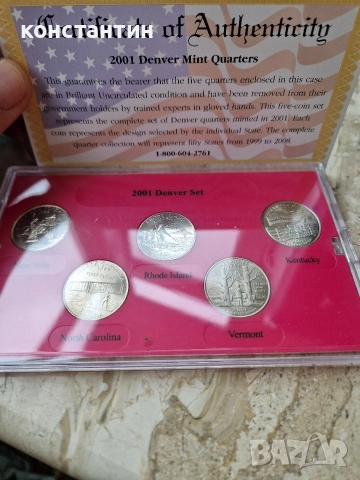 Certificate of Authenticity
константин
2001 Denver Mint Quarters
This guarantees the bearer that the five quarters enclosed in this case
are in Brilliant Uncirculated condition and have been removed from their
government holders by trained experts in gloved hands. This five-coin set
represents the complete set of Denver quarters minted in 2001. Each
coin represents the design selected by the individual State. The complete
quarter collection will represent fifty States from 1999 to 2008.
1-800-604-2761
2001 Denver Set
New York
Rhode Island
Kentucky
North Carolina
Vermont
BAZAR